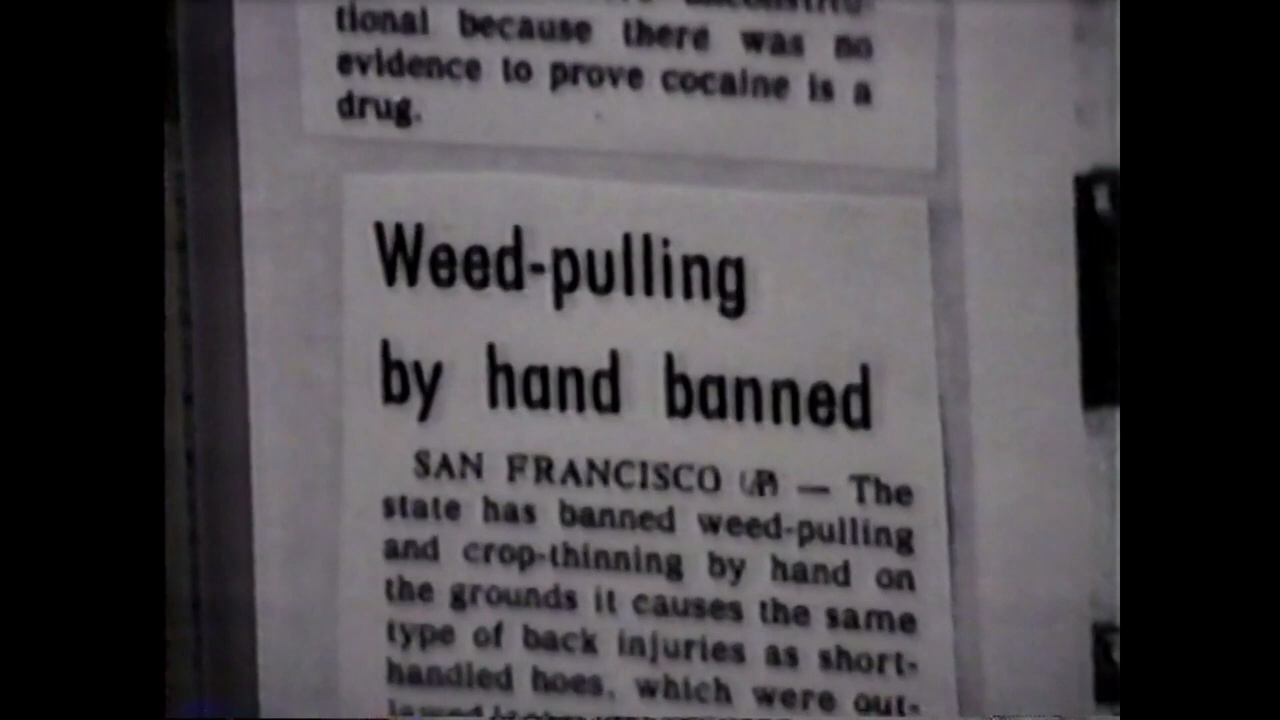 tional because there was no
evidence to prove cocaine is a
drug.
Weed-pulling
by hand banned
SAN FRANCISCO (AP) — The
state has banned weed-pulling
and crop-thinning by hand on
the grounds it causes the same
type of back injuries as short-
handled hoes, which were out-